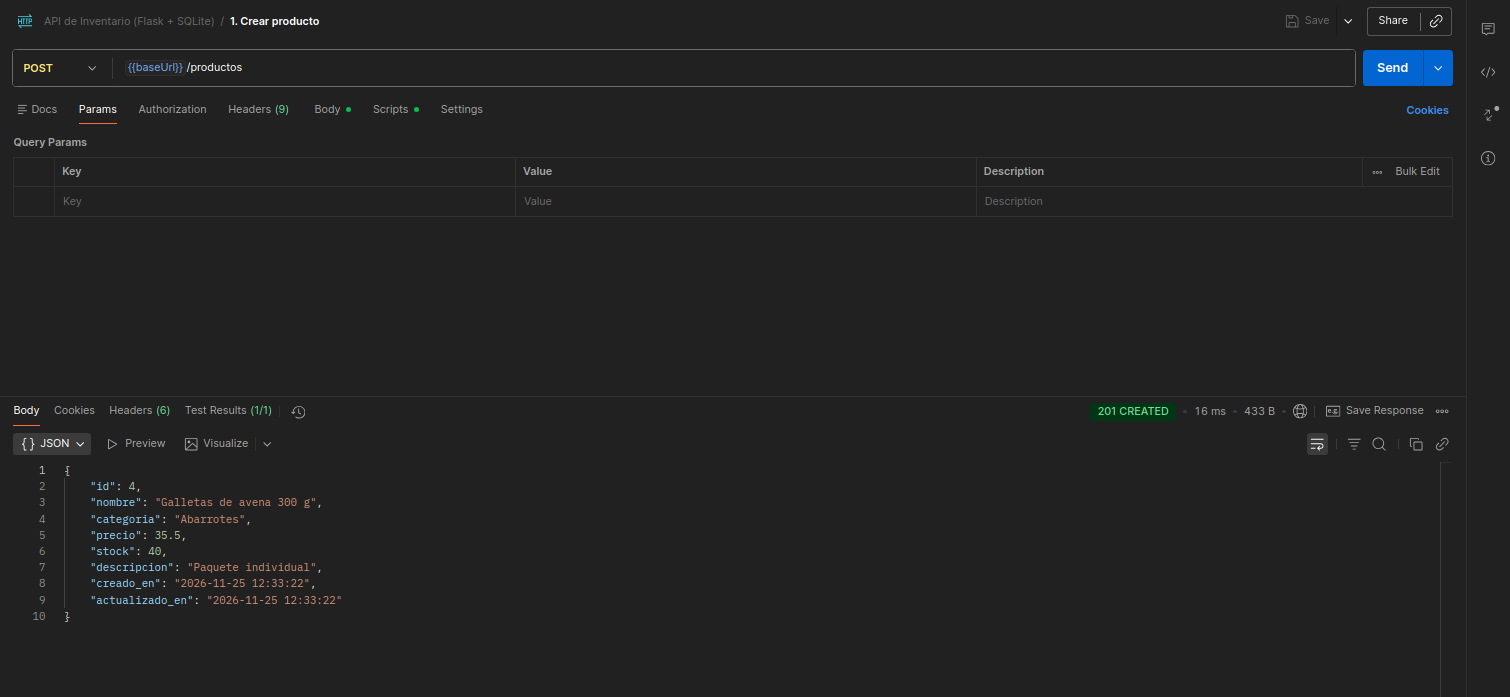 HTTP API de Inventario (Flask + SQLite) / 1. Crear producto Save Share
POST {{baseUrl}} /productos Send
Docs Params Authorization Headers (9) Body Scripts Settings Cookies
Query Params
Key Value Description Bulk Edit
Key Value Description
Body Cookies Headers (6) Test Results (1/1) 201 CREATED 16 ms 433 B e.g. Save Response
{ } JSON Preview Visualize
1 {
2 "id": 4,
3 "nombre": "Galletas de avena 300 g",
4 "categoria": "Abarrotes",
5 "precio": 35.5,
6 "stock": 40,
7 "descripcion": "Paquete individual",
8 "creado_en": "2026-11-25 12:33:22",
9 "actualizado_en": "2026-11-25 12:33:22"
10 }